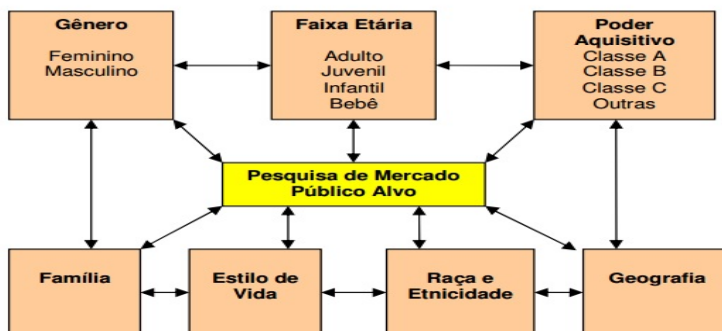 Gênero
Feminino
Masculino
Faixa Etária
Adulto
Juvenil
Infantil
Bebê
Poder
Aquisitivo
Classe A
Classe B
Classe C
Outras
Pesquisa de Mercado
Público Alvo
Família
Estilo de
Vida
Raça e
Etnicidade
Geografia